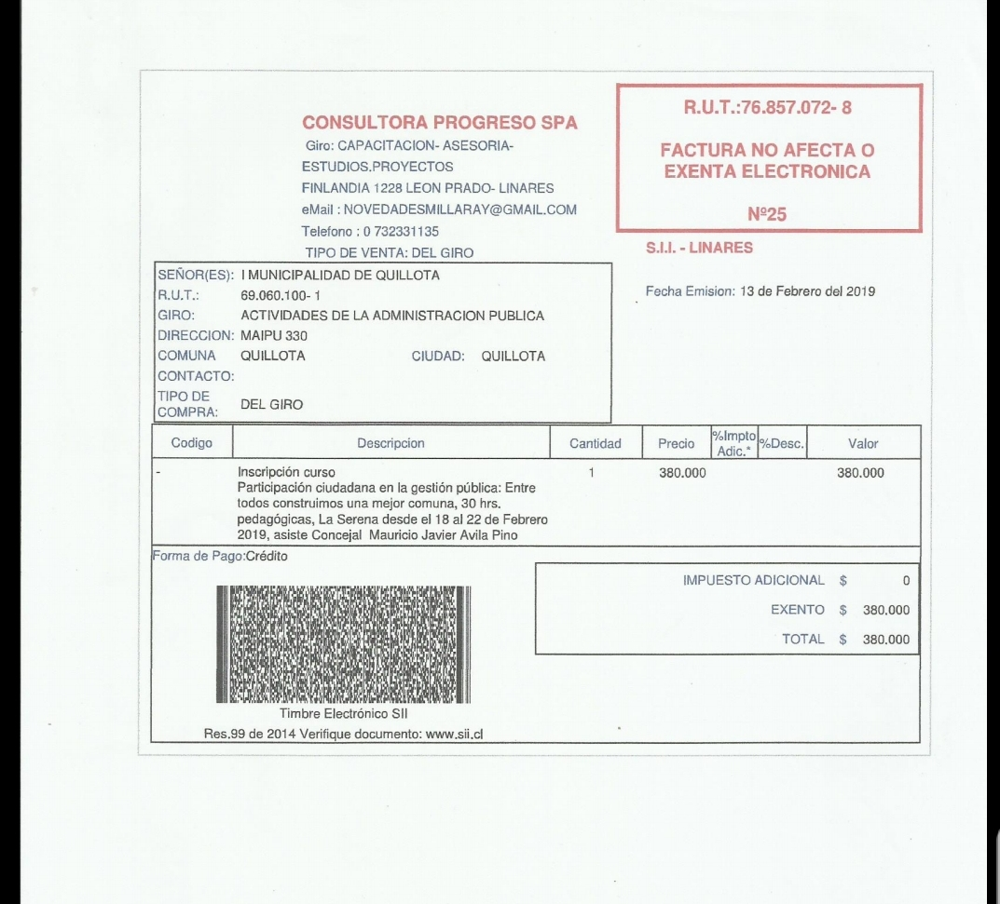 CONSULTORA PROGRESO SPA
Giro: CAPACITACION- ASESORIA-
ESTUDIOS.PROYECTOS
FINLANDIA 1228 LEON PRADO- LINARES
eMail : NOVEDADESMILLARAY@GMAIL.COM
Telefono : 0 732331135
TIPO DE VENTA: DEL GIRO
R.U.T.:76.857.072- 8
FACTURA NO AFECTA O
EXENTA ELECTRONICA
Nº25
S.I.I. - LINARES
Fecha Emision: 13 de Febrero del 2019
SEÑOR(ES): I MUNICIPALIDAD DE QUILLOTA
R.U.T.: 69.060.100- 1
GIRO: ACTIVIDADES DE LA ADMINISTRACION PUBLICA
DIRECCION: MAIPU 330
COMUNA QUILLOTA CIUDAD: QUILLOTA
CONTACTO:
TIPO DE
COMPRA: DEL GIRO
Codigo Descripcion Cantidad Precio %Impto Adic.* %Desc. Valor
- Inscripción curso 1 380.000 380.000
Participación ciudadana en la gestión pública: Entre
todos construimos una mejor comuna, 30 hrs.
pedagógicas, La Serena desde el 18 al 22 de Febrero
2019, asiste Concejal Mauricio Javier Avila Pino
Forma de Pago:Crédito
IMPUESTO ADICIONAL $ 0
EXENTO $ 380.000
TOTAL $ 380.000
Timbre Electrónico SII
Res.99 de 2014 Verifique documento: www.sii.cl